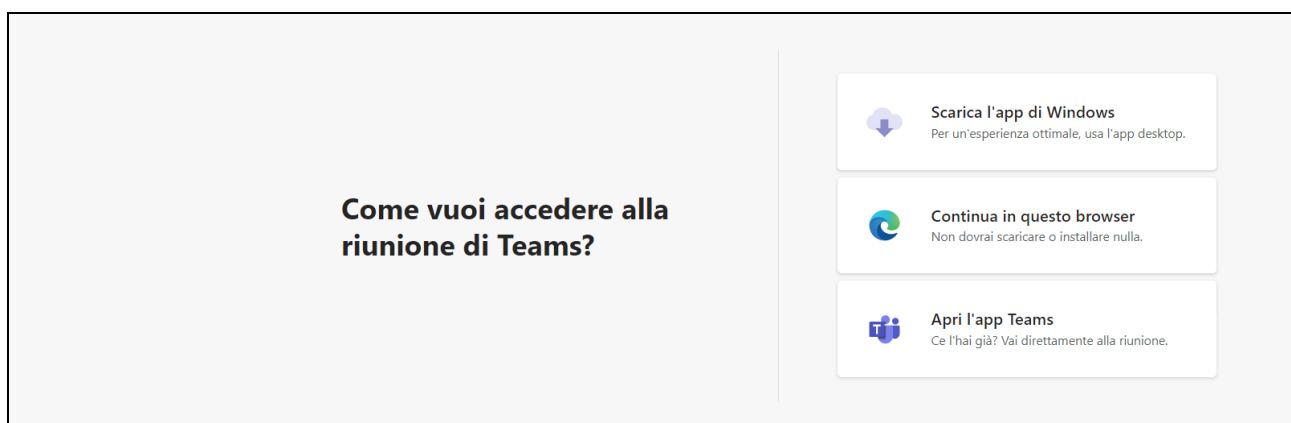 Come vuoi accedere alla
riunione di Teams?
Scarica l'app di Windows
Per un'esperienza ottimale, usa l'app desktop.
Continua in questo browser
Non dovrai scaricare o installare nulla.
Apri l'app Teams
Ce l'hai già? Vai direttamente alla riunione.